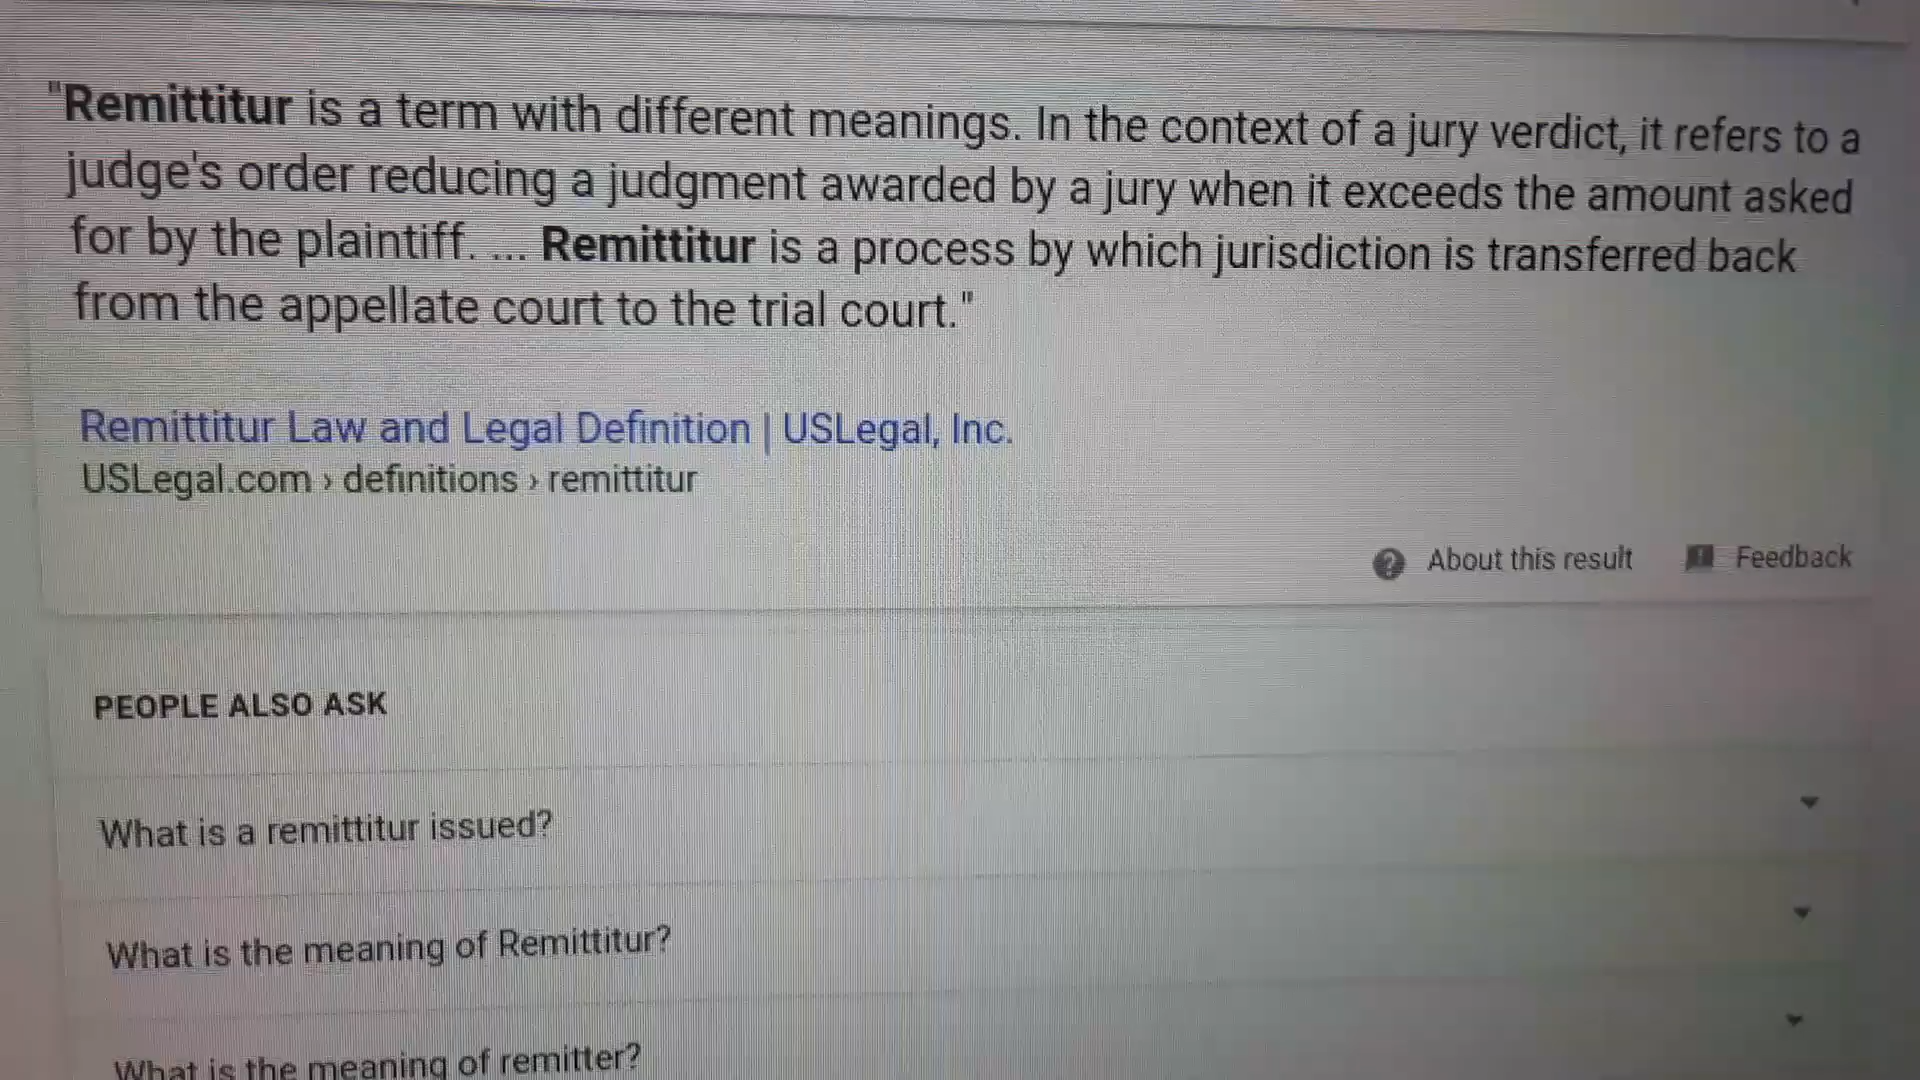 "Remittitur is a term with different meanings. In the context of a jury verdict, it refers to a
judge's order reducing a judgment awarded by a jury when it exceeds the amount asked
for by the plaintiff. ... Remittitur is a process by which jurisdiction is transferred back
from the appellate court to the trial court."
Remittitur Law and Legal Definition | USLegal, Inc.
USLegal.com › definitions › remittitur
About this result Feedback
PEOPLE ALSO ASK
What is a remittitur issued?
What is the meaning of Remittitur?
What is the meaning of remitter?